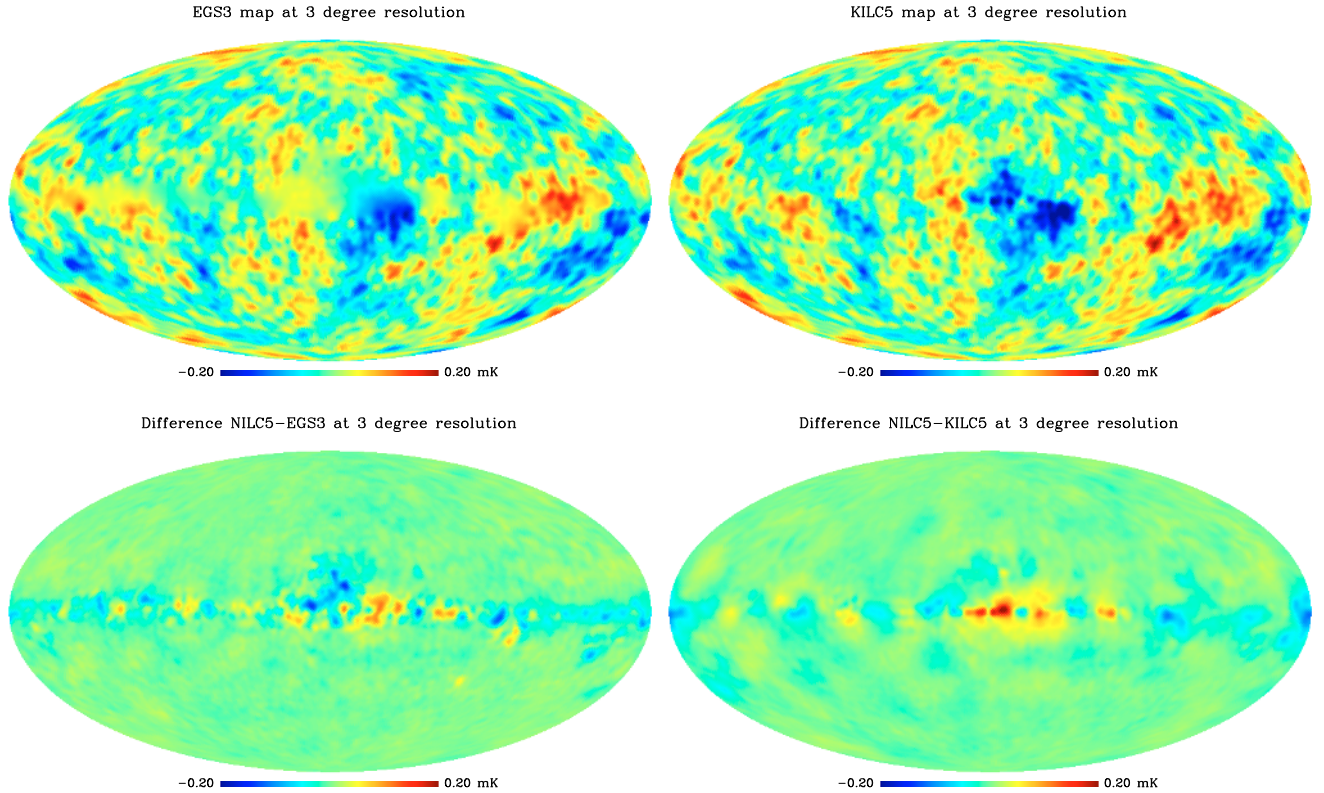 EGS3 map at 3 degree resolution
KILC5 map at 3 degree resolution
−0.20 0.20 mK
−0.20 0.20 mK
Difference NILC5−EGS3 at 3 degree resolution
Difference NILC5−KILC5 at 3 degree resolution
−0.20 0.20 mK
−0.20 0.20 mK